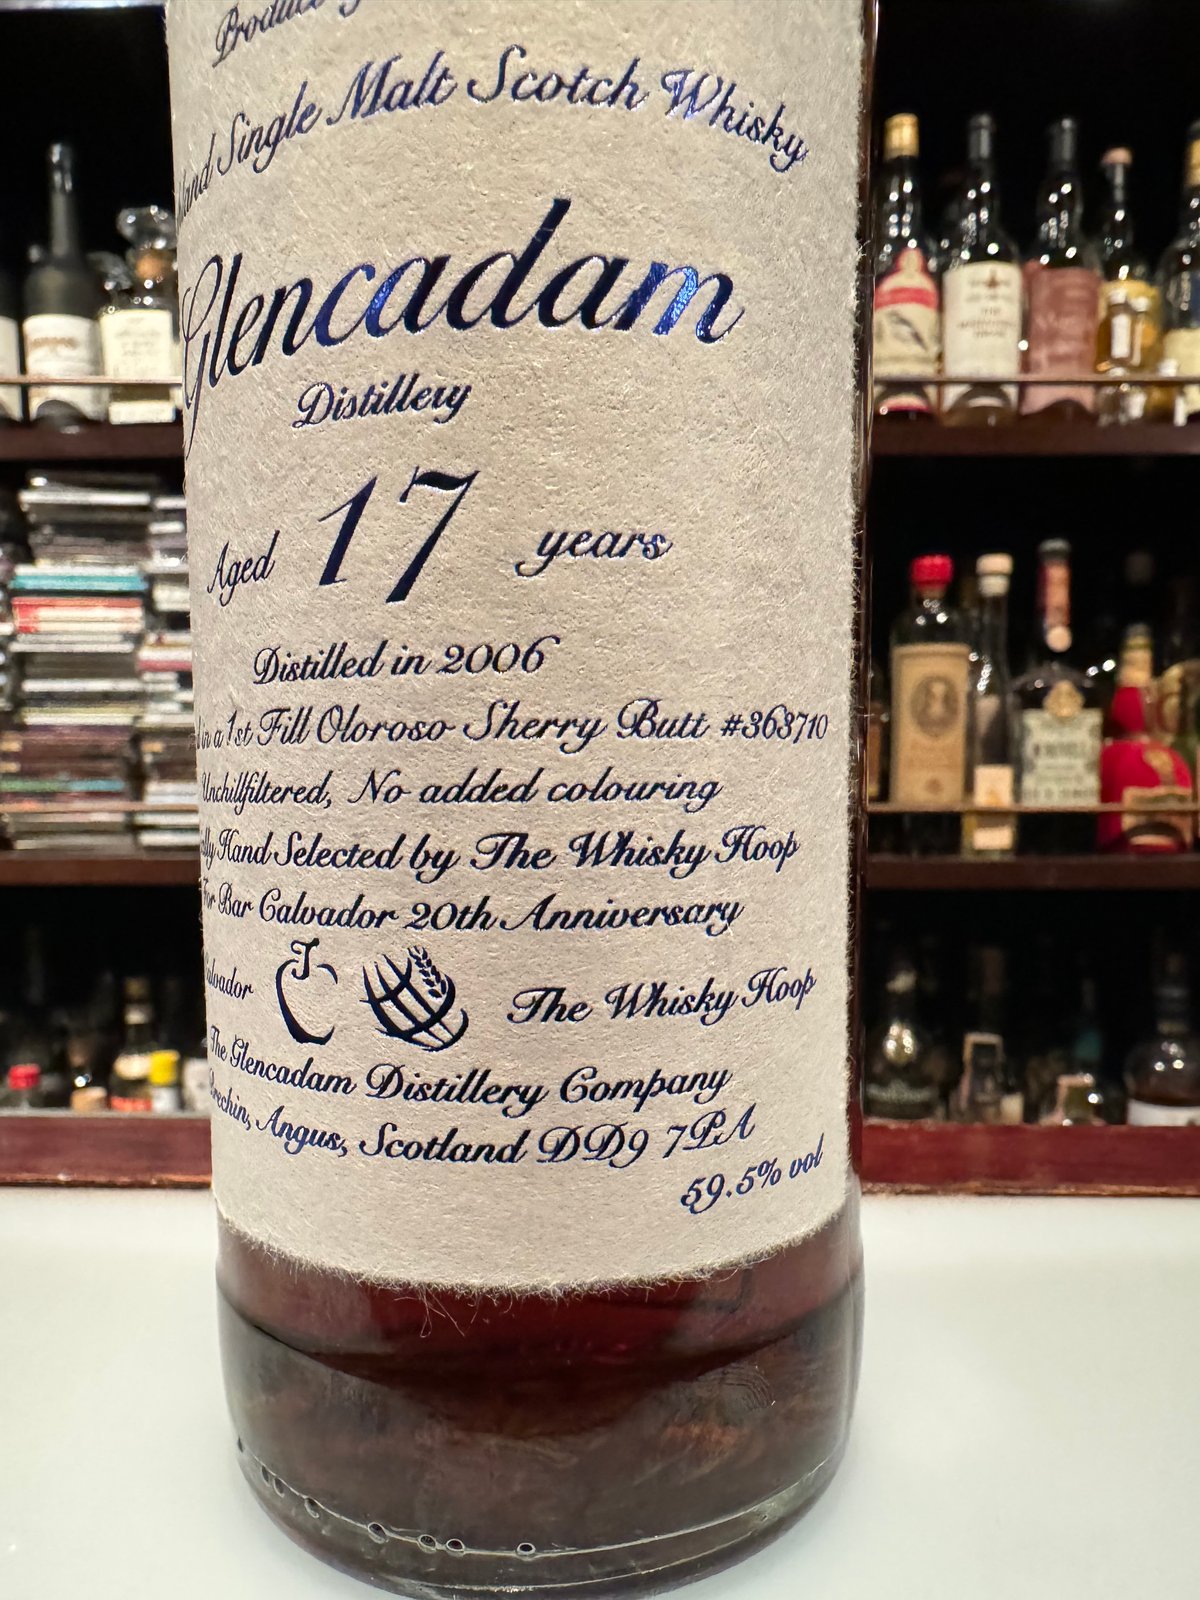 Single Malt Scotch Whisky
Glencadam
Distillery
Aged 17 years
Distilled in 2006
in a 1st Fill Oloroso Sherry Butt #363710
Unchillfiltered, No added colouring
Hand Selected by The Whisky Hoop
For Bar Calvador 20th Anniversary
The Whisky Hoop
The Glencadam Distillery Company
Brechin, Angus, Scotland DD9 7PA
59.5% vol